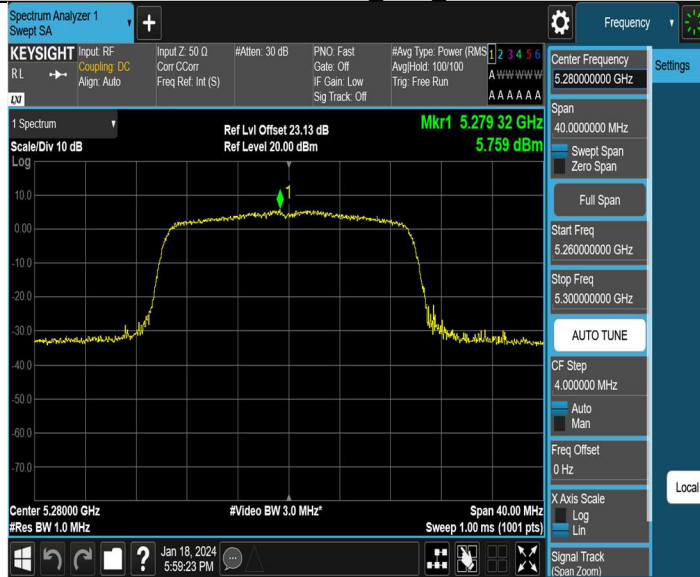 Spectrum Analyzer 1
Swept SA
Frequency
KEYSIGHT
RL
LXI
Input: RF
Coupling: DC
Align: Auto
Input Z: 50 Ω
Corr CCorr
Freq Ref: Int (S)
#Atten: 30 dB
PNO: Fast
Gate: Off
IF Gain: Low
Sig Track: Off
#Avg Type: Power (RMS
Avg|Hold: 100/100
Trig: Free Run
1 2 3 4 5 6
A W W W W W
A A A A A A
1 Spectrum
Scale/Div 10 dB
Log
Ref Lvl Offset 23.13 dB
Ref Level 20.00 dBm
Mkr1 5.279 32 GHz
5.759 dBm
1
10.0
0.00
-10.0
-20.0
-30.0
-40.0
-50.0
-60.0
-70.0
Center 5.28000 GHz
#Res BW 1.0 MHz
#Video BW 3.0 MHz*
Span 40.00 MHz
Sweep 1.00 ms (1001 pts)
Jan 18, 2024
5:59:23 PM
Center Frequency
5.280000000 GHz
Span
40.0000000 MHz
Swept Span
Zero Span
Full Span
Start Freq
5.260000000 GHz
Stop Freq
5.300000000 GHz
AUTO TUNE
CF Step
4.000000 MHz
Auto
Man
Freq Offset
0 Hz
X Axis Scale
Log
Lin
Signal Track
(Span Zoom)
Settings
Local